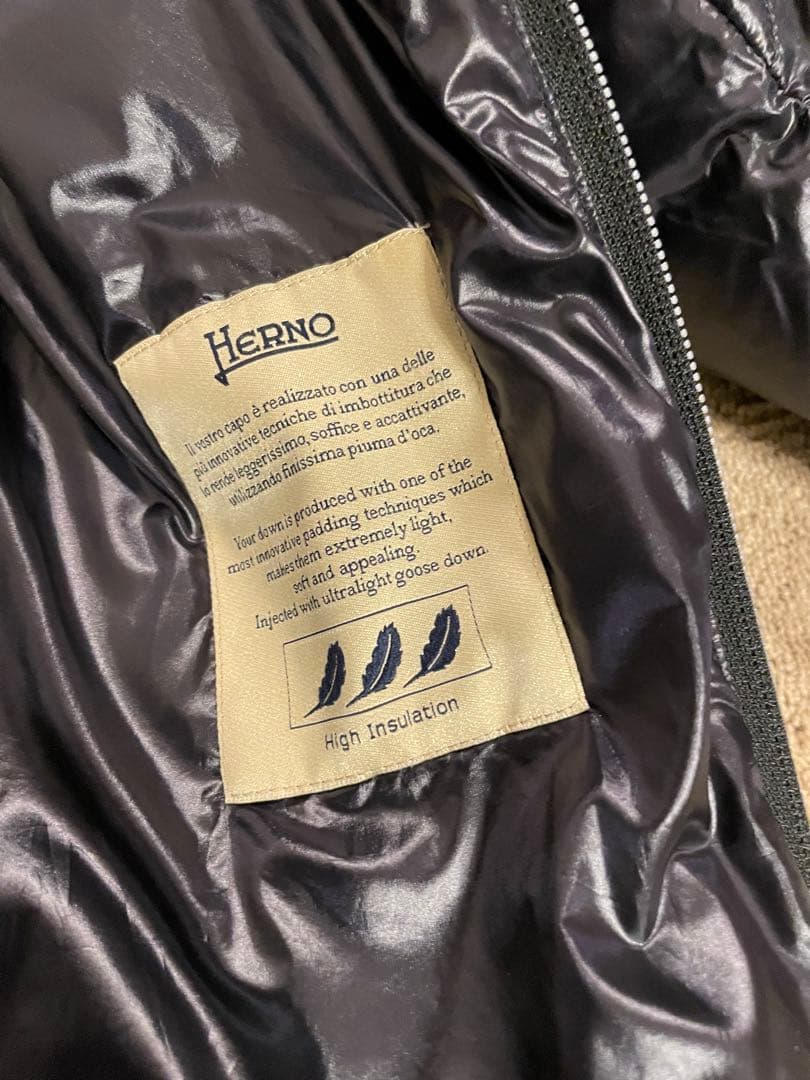 HERNO
Il vostro capo è realizzato con una delle
più innovative tecniche di imbottitura che
lo rende leggerissimo, soffice e accattivante,
utilizzando finissima piuma d'oca.
Your down is produced with one of the
most innovative padding techniques which
makes them extremely light,
soft and appealing.
Injected with ultralight goose down.
High Insulation